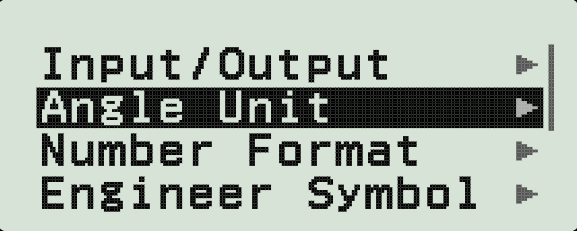 Input/Output
Angle Unit
Number Format
Engineer Symbol